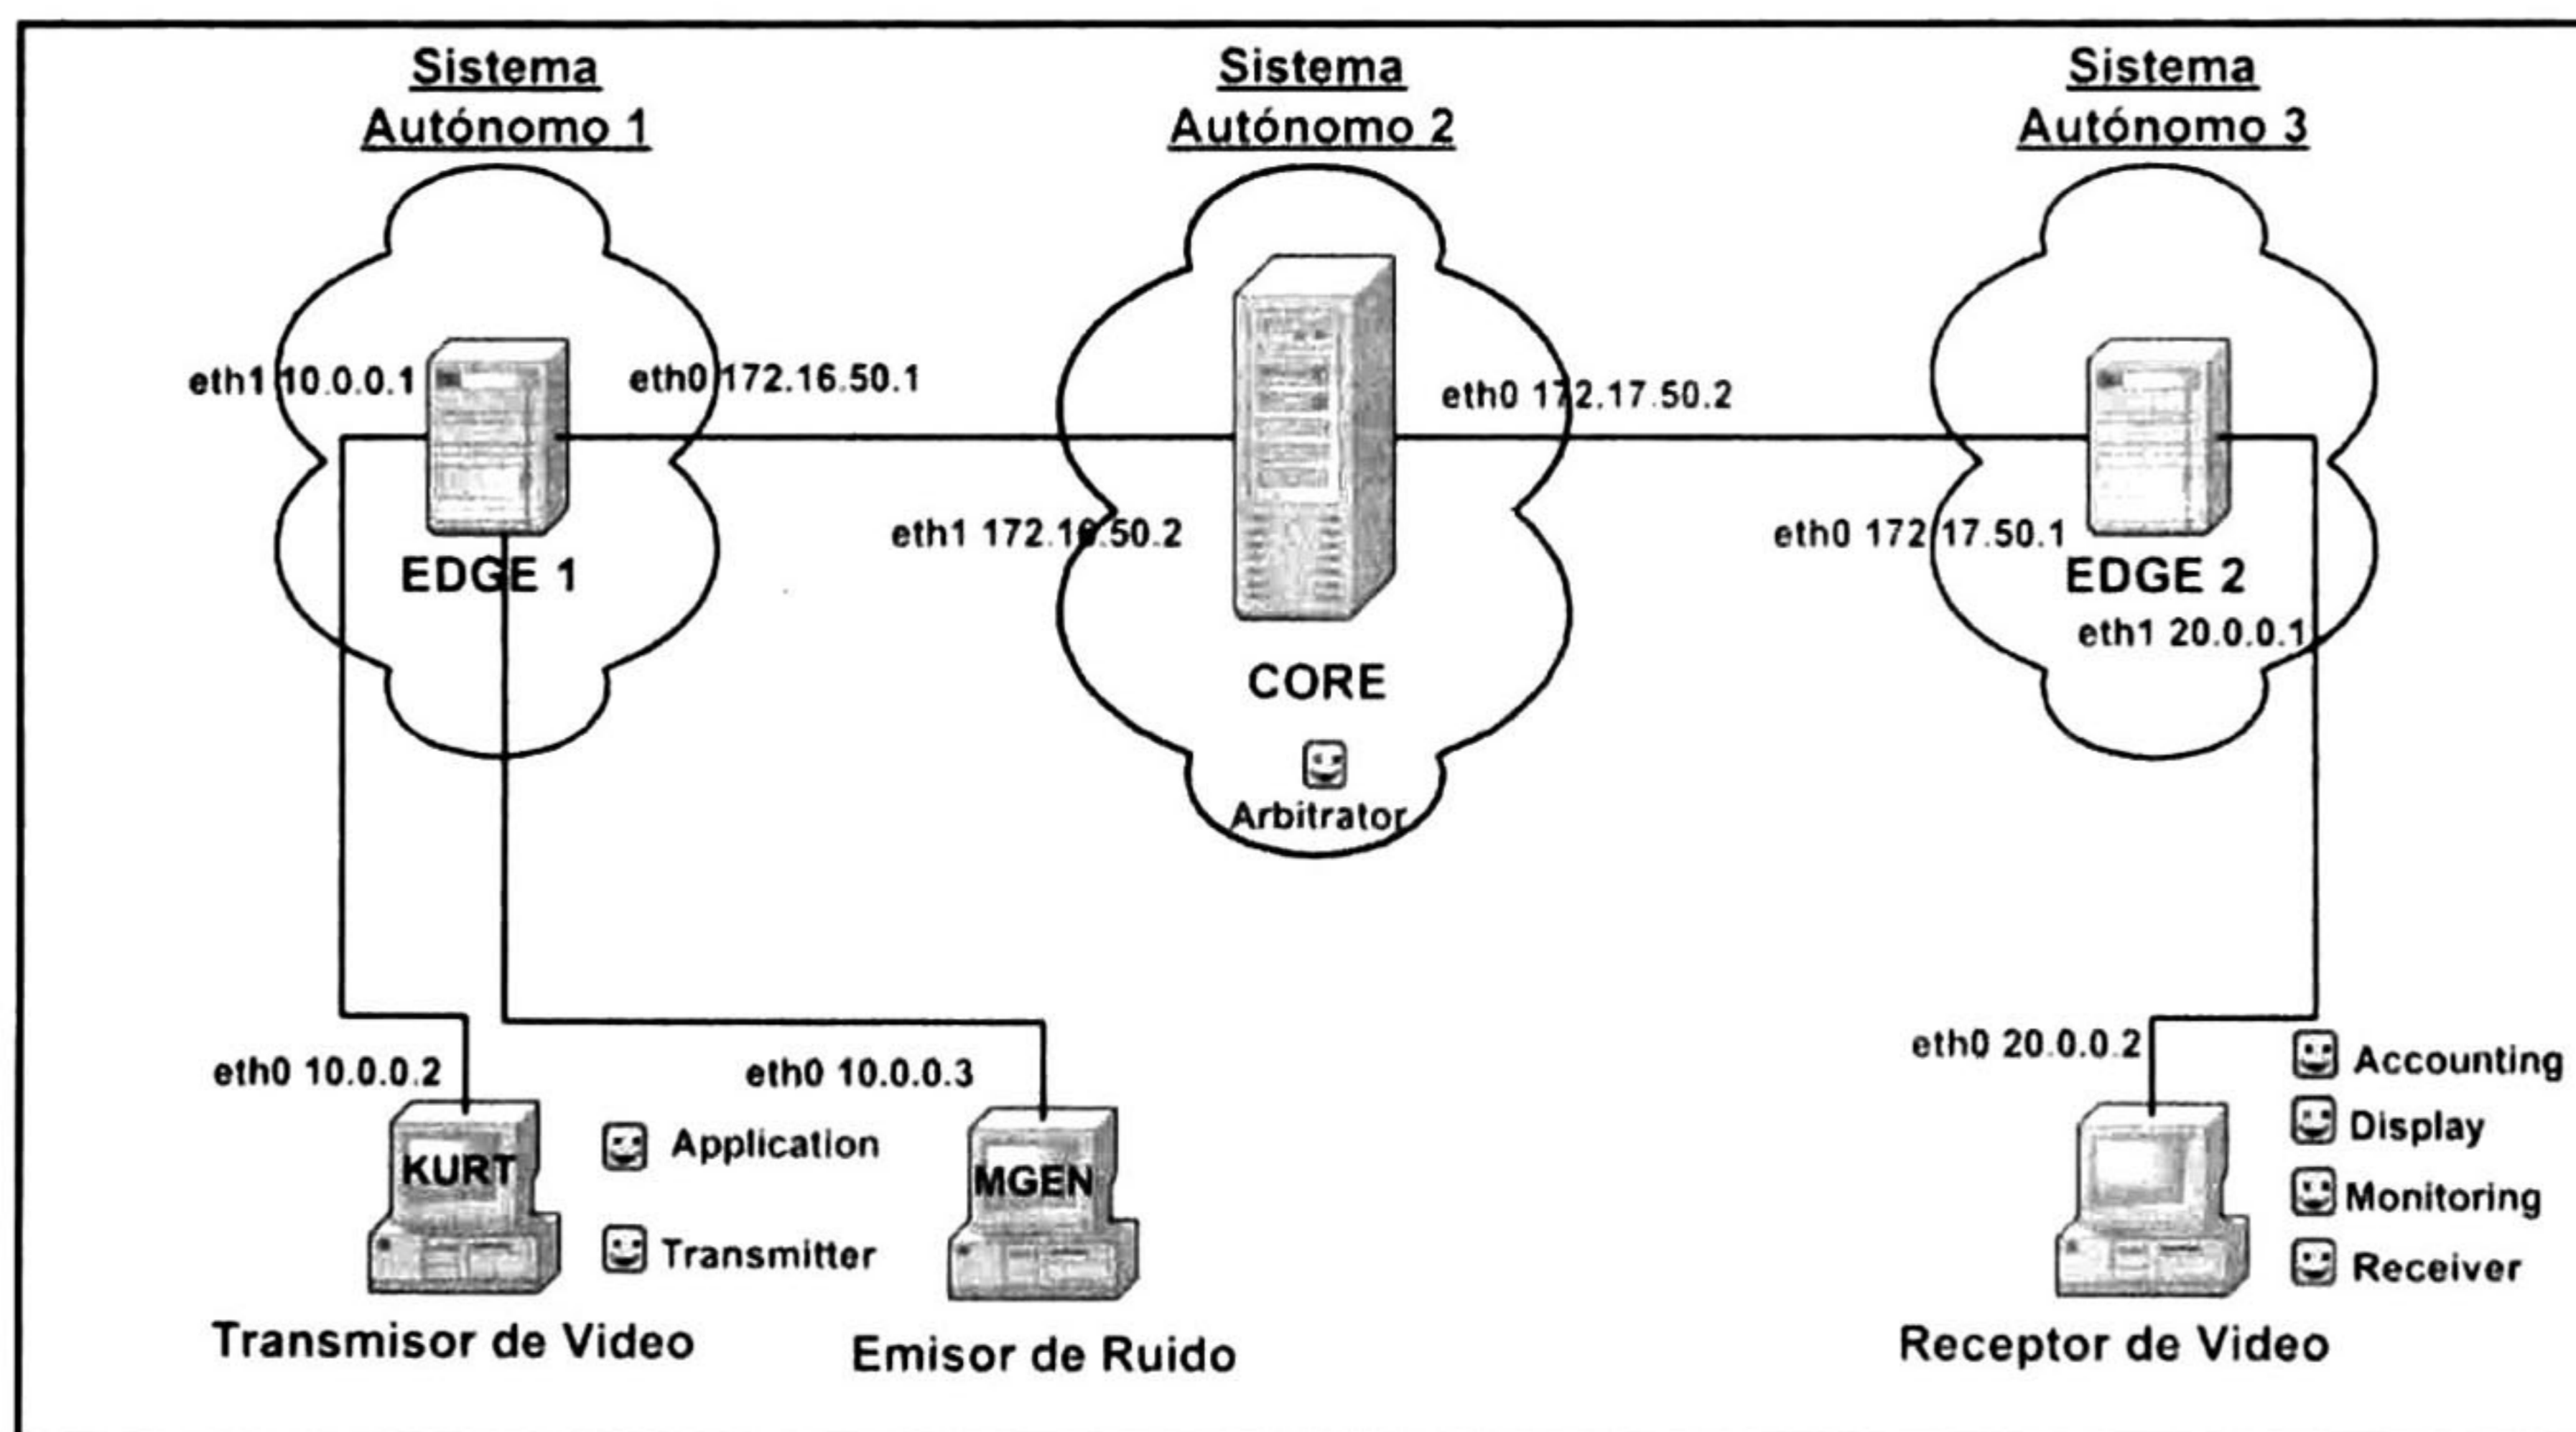 Sistema
Autónomo 1
Sistema
Autónomo 2
Sistema
Autónomo 3
eth1 10.0.0.1
eth0 172.16.50.1
eth0 172.17.50.2
eth1 172.16.50.2
eth0 172.17.50.1
EDGE 1
EDGE 2
eth1 20.0.0.1
CORE
Arbitrator
eth0 10.0.0.2
eth0 10.0.0.3
eth0 20.0.0.2
KURT
Application
Transmitter
MGEN
Accounting
Display
Monitoring
Receiver
Transmisor de Video
Emisor de Ruido
Receptor de Video